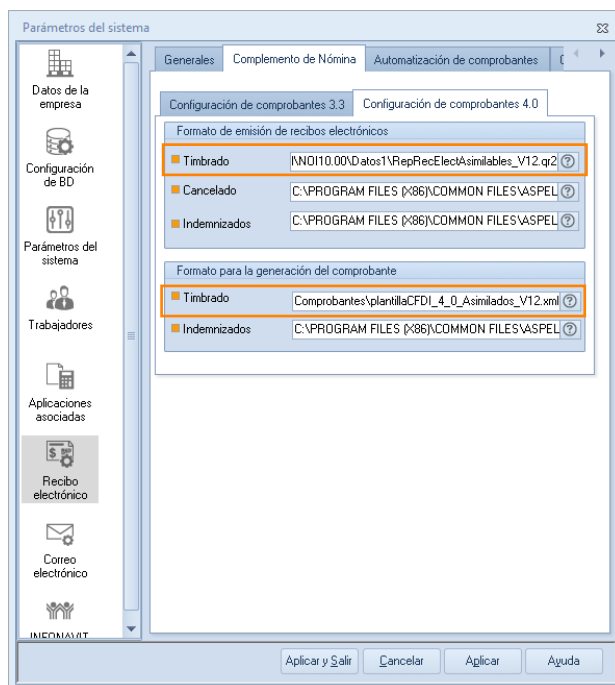 Parámetros del sistema
Datos de la
empresa
Configuración
de BD
Parámetros del
sistema
Trabajadores
Aplicaciones
asociadas
Recibo
electrónico
Correo
electrónico
INFONAVIT
Generales
Complemento de Nómina
Automatización de comprobantes
Configuración de comprobantes 3.3
Configuración de comprobantes 4.0
Formato de emisión de recibos electrónicos
Timbrado
\NOI10.00\Datos1\RepRecElectAsimilables_V12.qr2
Cancelado
C:\PROGRAM FILES (X86)\COMMON FILES\ASPEL
Indemnizados
C:\PROGRAM FILES (X86)\COMMON FILES\ASPEL
Formato para la generación del comprobante
Timbrado
Comprobantes\plantillaCFDI_4_0_Asimilados_V12.xml
Indemnizados
C:\PROGRAM FILES (X86)\COMMON FILES\ASPEL
Aplicar y Salir
Cancelar
Aplicar
Ayuda